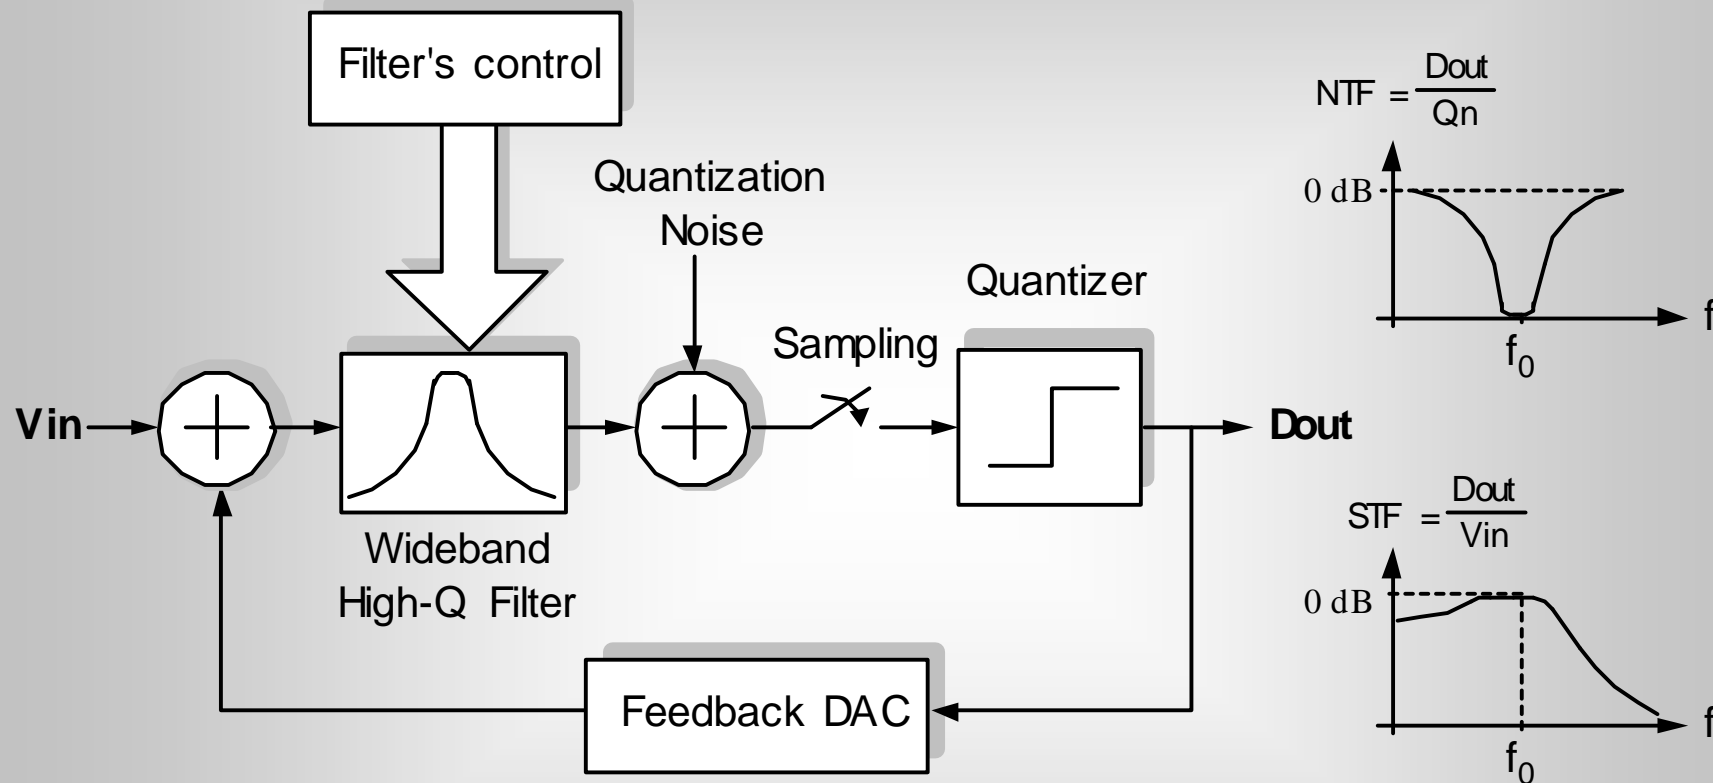 Filter's control
Quantization
Noise
Quantizer
Sampling
Vin
Dout
Wideband
High-Q Filter
Feedback DAC
NTF = Dout
Qn
0 dB
f
f0
STF = Dout
Vin
0 dB
f
f0